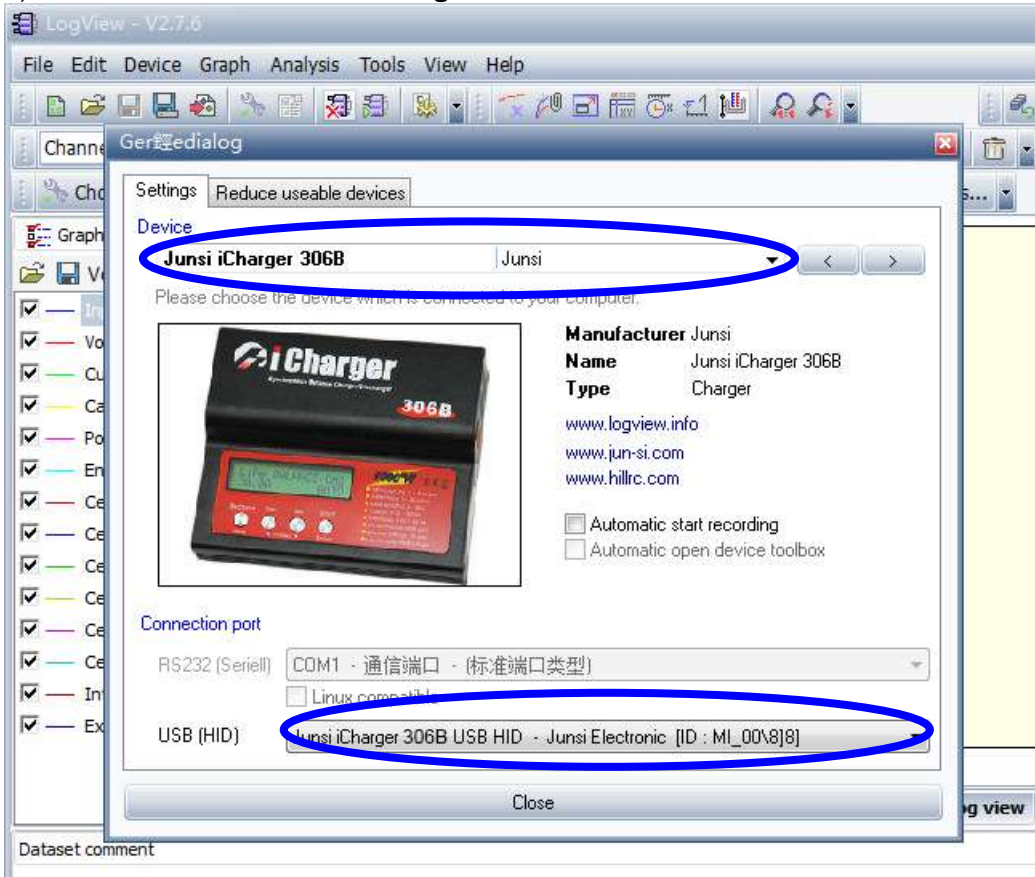 LogView - V2.7.6
File Edit Device Graph Analysis Tools View Help
Ger鋞edialog
Settings Reduce useable devices
Graph
Device
Junsi iCharger 306B Junsi < >
Please choose the device which is connected to your computer.
iCharger
306B
Manufacturer Junsi
Name Junsi iCharger 306B
Type Charger
www.logview.info
www.jun-si.com
www.hillrc.com
Automatic start recording
Automatic open device toolbox
Connection port
RS232 (Seriell) COM1 - 通信端口 - (标准端口类型)
Linux compatible
USB (HID) Junsi iCharger 306B USB HID - Junsi Electronic [ID : MI_00\8]8]
Close
Dataset comment